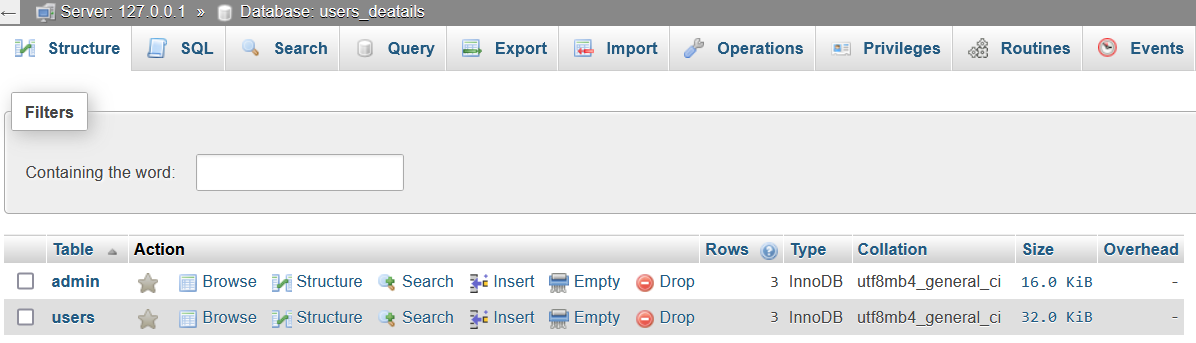 ← Server: 127.0.0.1 » Database: users_deatails
Structure SQL Search Query Export Import Operations Privileges Routines Events
Filters
Containing the word:
Table Action Rows ? Type Collation Size Overhead
admin Browse Structure Search Insert Empty Drop 3 InnoDB utf8mb4_general_ci 16.0 KiB -
users Browse Structure Search Insert Empty Drop 3 InnoDB utf8mb4_general_ci 32.0 KiB -